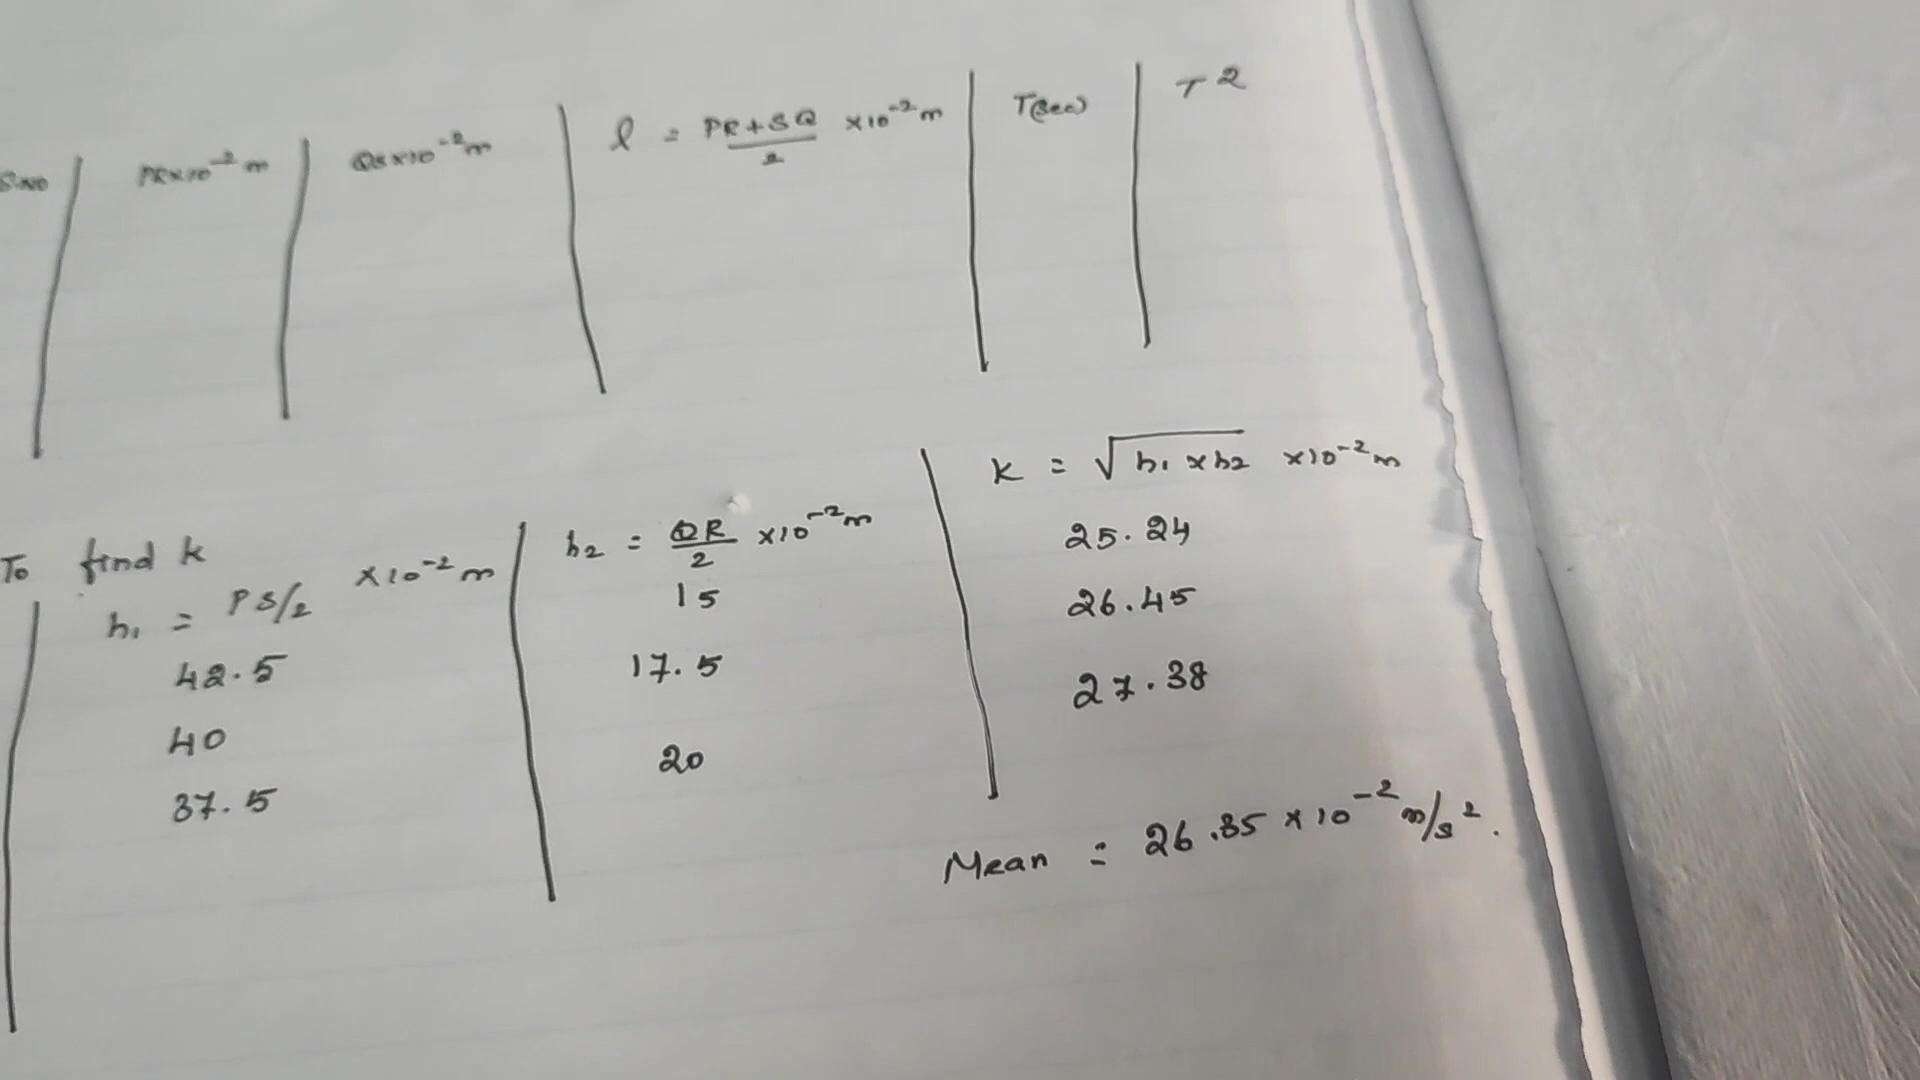 S.NO PR×10⁻² m QS×10⁻² m l = PR+SQ/2 ×10⁻² m T(sec) T²
To find k
h₁ = PS/2 ×10⁻² m h₂ = QR/2 ×10⁻² m k = √h₁×h₂ ×10⁻² m
42.5 15 25.24
40 17.5 26.45
37.5 20 27.38
Mean = 26.35 × 10⁻² m/s².